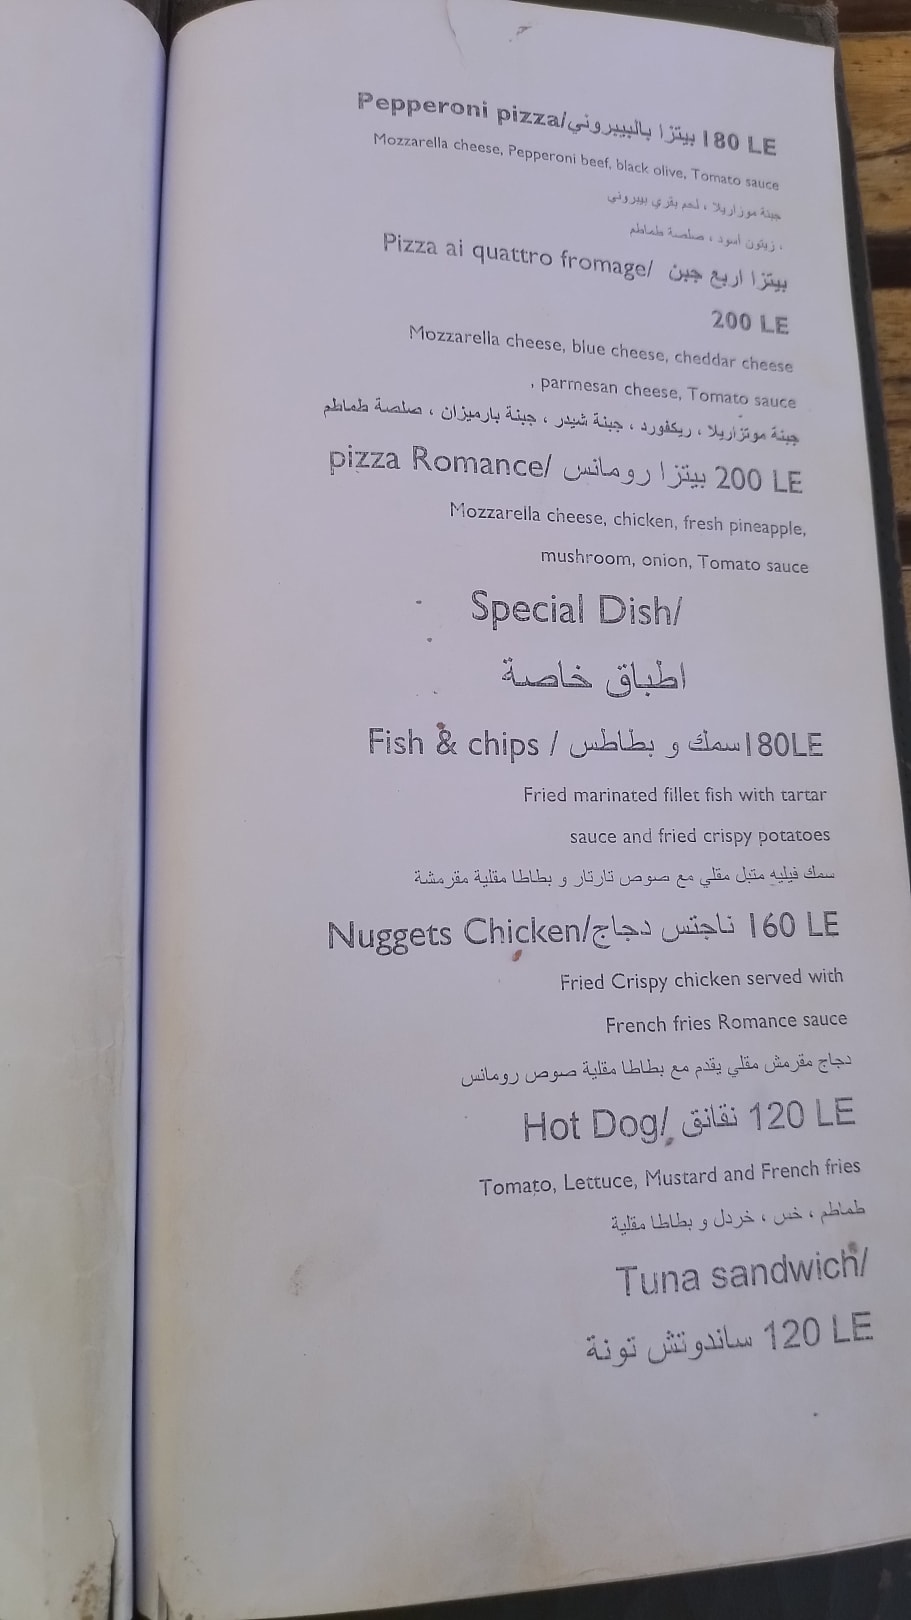 Pepperoni pizza/بيتزا بالبيبروني 180 LE
Mozzarella cheese, Pepperoni beef, black olive, Tomato sauce
جبنة موزاريلا ، لحم بقري بيبروني
، زيتون أسود ، صلصة طماطم
Pizza ai quattro fromage/ بيتزا اربع جبن
200 LE
Mozzarella cheese, blue cheese, cheddar cheese
, parmesan cheese, Tomato sauce
جبنة موتزاريلا ، ريكفورد ، جبنة شيدر ، جبنة بارميزان ، صلصة طماطم
pizza Romance/ بيتزا رومانس 200 LE
Mozzarella cheese, chicken, fresh pineapple,
mushroom, onion, Tomato sauce
Special Dish/
اطباق خاصة
Fish & chips / سمك و بطاطس 180LE
Fried marinated fillet fish with tartar
sauce and fried crispy potatoes
سمك فيليه متبل مقلي مع صوص تارتار و بطاطا مقلية مقرمشة
Nuggets Chicken/ناجتس دجاج 160 LE
Fried Crispy chicken served with
French fries Romance sauce
دجاج مقرمش مقلي يقدم مع بطاطا مقلية صوص رومانس
Hot Dog/ نقانق 120 LE
Tomato, Lettuce, Mustard and French fries
طماطم ، خس ، خردل و بطاطا مقلية
Tuna sandwich/
ساندوتش تونة 120 LE